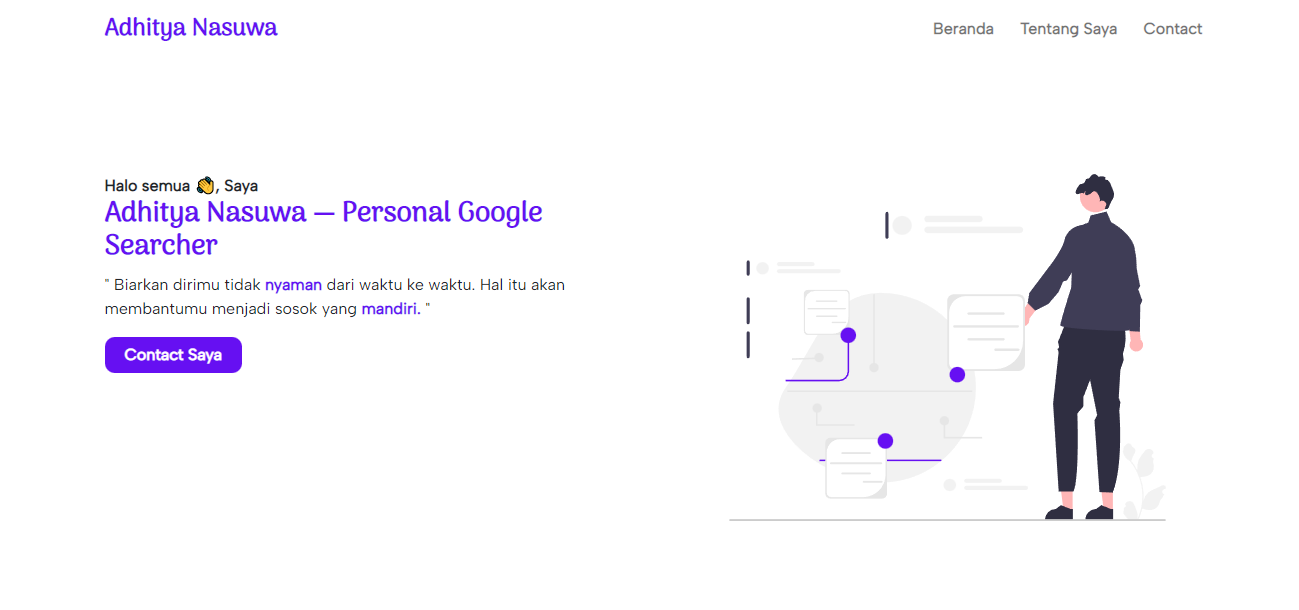 Adhitya Nasuwa
Beranda Tentang Saya Contact
Halo semua 👋, Saya
Adhitya Nasuwa — Personal Google
Searcher
" Biarkan dirimu tidak nyaman dari waktu ke waktu. Hal itu akan
membantumu menjadi sosok yang mandiri. "
Contact Saya